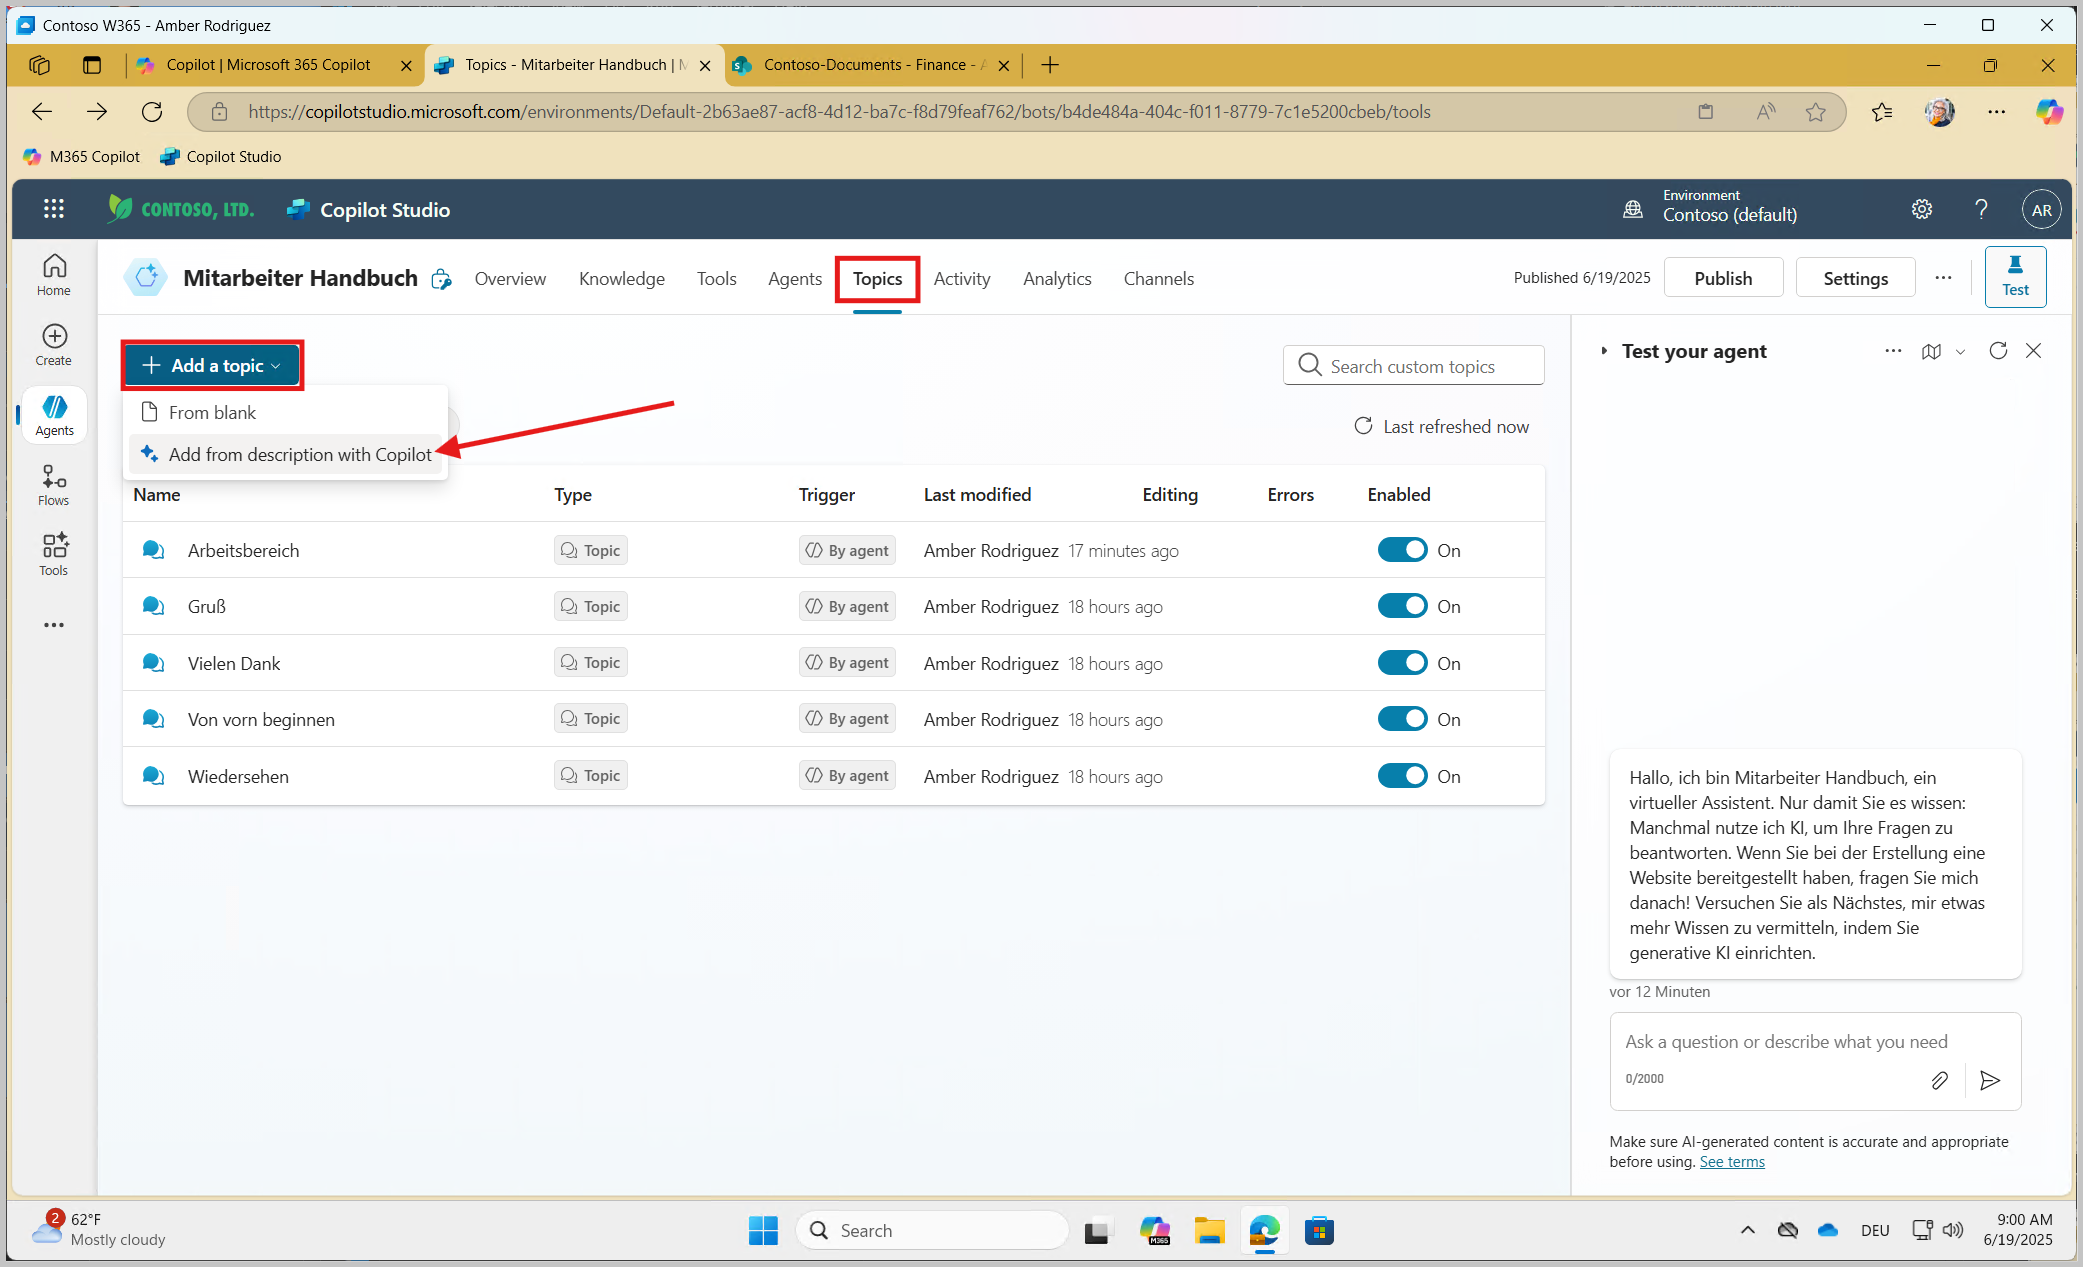 Contoso W365 - Amber Rodriguez
Copilot | Microsoft 365 Copilot
Topics - Mitarbeiter Handbuch | M
Contoso-Documents - Finance - A
https://copilotstudio.microsoft.com/environments/Default-2b63ae87-acf8-4d12-ba7c-f8d79feaf762/bots/b4de484a-404c-f011-8779-7c1e5200cbeb/tools
M365 Copilot
Copilot Studio
CONTOSO, LTD.
Copilot Studio
Environment
Contoso (default)
?
AR
Home
Create
Agents
Flows
Tools
Mitarbeiter Handbuch
Overview
Knowledge
Tools
Agents
Topics
Activity
Analytics
Channels
Published 6/19/2025
Publish
Settings
Test
Add a topic
From blank
Add from description with Copilot
Search custom topics
Last refreshed now
Name Type Trigger Last modified Editing Errors Enabled
Arbeitsbereich Topic By agent Amber Rodriguez 17 minutes ago On
Gruß Topic By agent Amber Rodriguez 18 hours ago On
Vielen Dank Topic By agent Amber Rodriguez 18 hours ago On
Von vorn beginnen Topic By agent Amber Rodriguez 18 hours ago On
Wiedersehen Topic By agent Amber Rodriguez 18 hours ago On
Test your agent
Hallo, ich bin Mitarbeiter Handbuch, ein
virtueller Assistent. Nur damit Sie es wissen:
Manchmal nutze ich KI, um Ihre Fragen zu
beantworten. Wenn Sie bei der Erstellung eine
Website bereitgestellt haben, fragen Sie mich
danach! Versuchen Sie als Nächstes, mir etwas
mehr Wissen zu vermitteln, indem Sie
generative KI einrichten.
vor 12 Minuten
Ask a question or describe what you need
0/2000
Make sure AI-generated content is accurate and appropriate
before using. See terms
2
62°F
Mostly cloudy
Search
M365
DEU
9:00 AM
6/19/2025